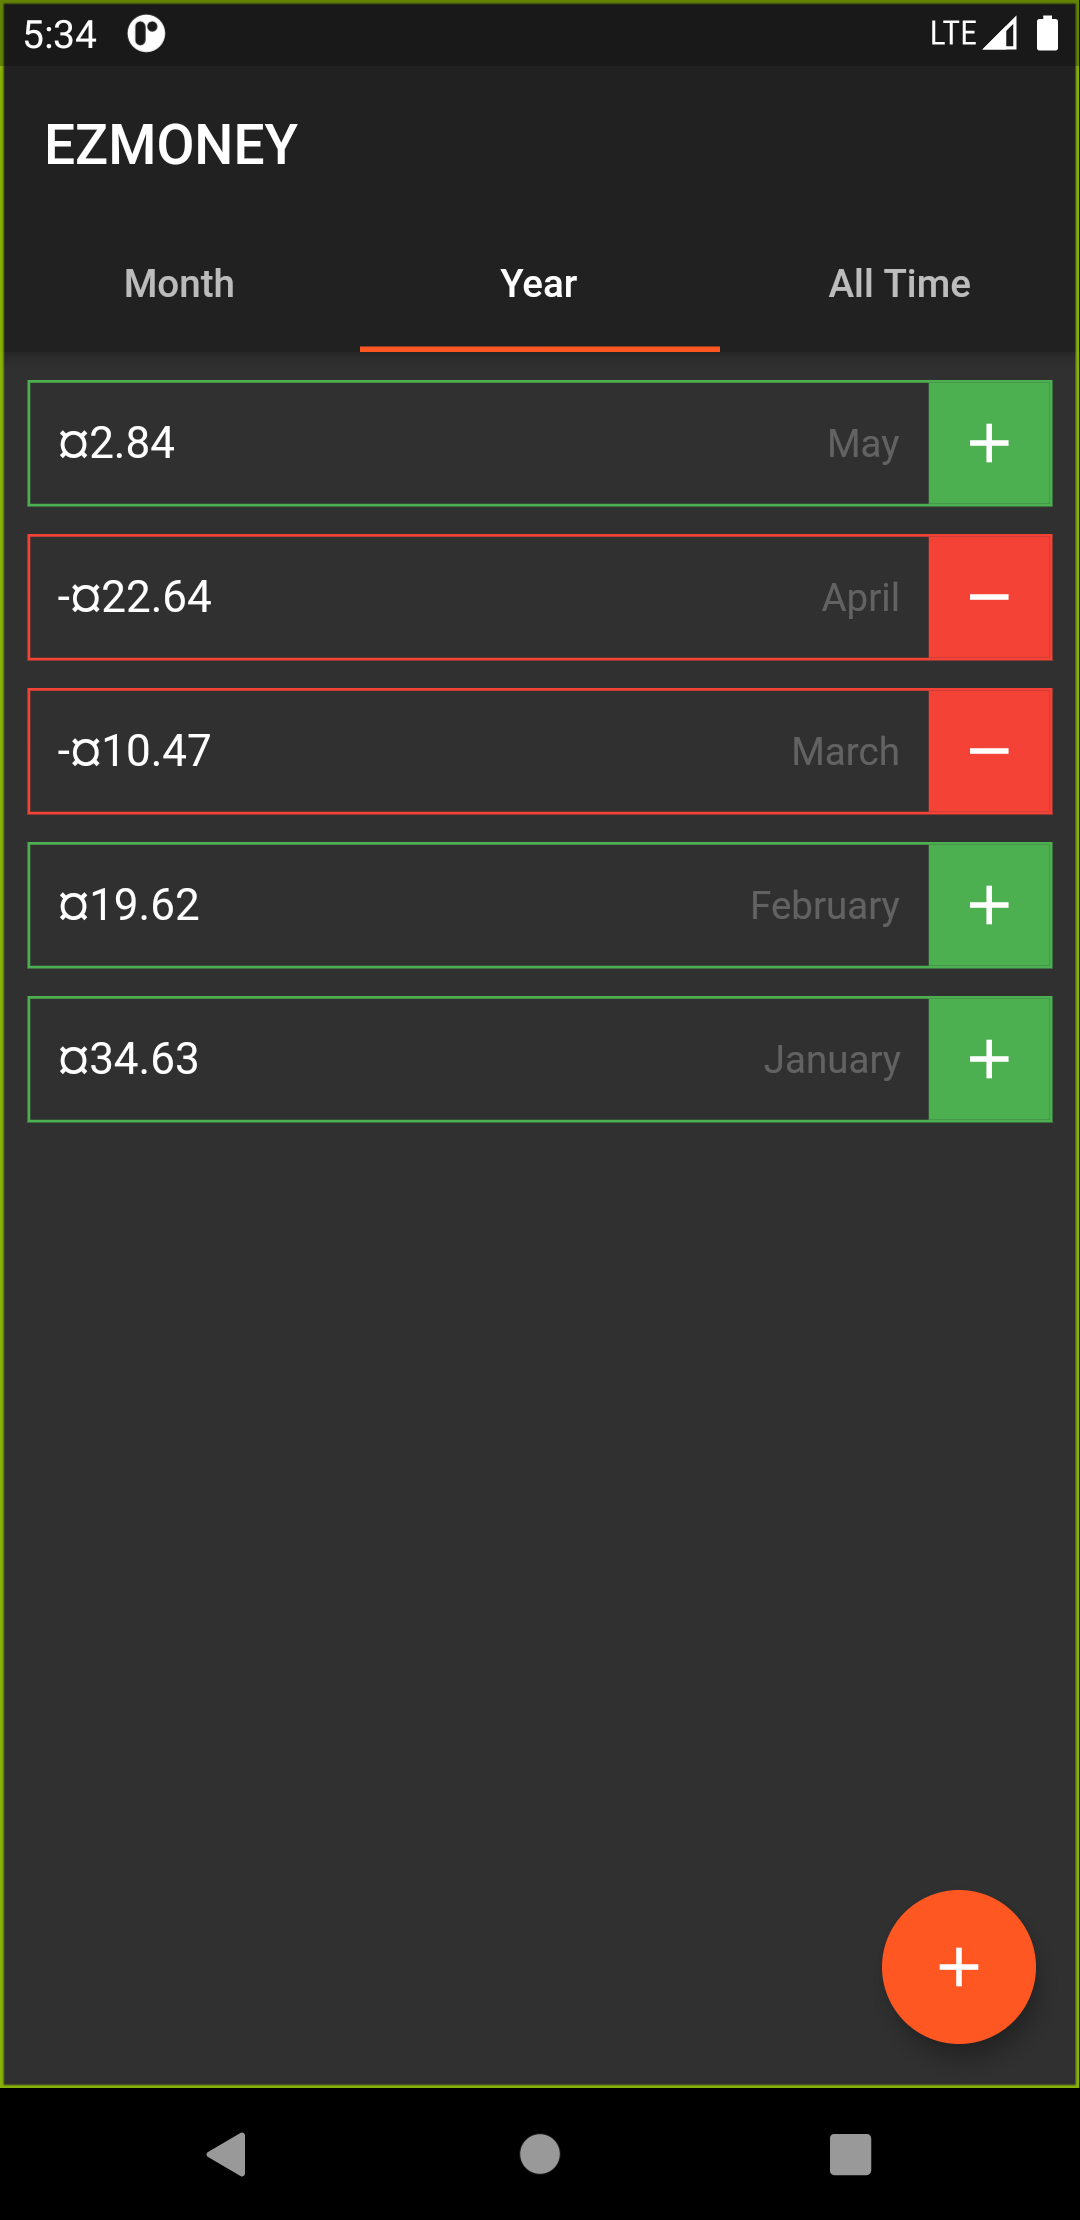 5:34 LTE
EZMONEY
Month Year All Time
¤2.84 May
-¤22.64 April
-¤10.47 March
¤19.62 February
¤34.63 January